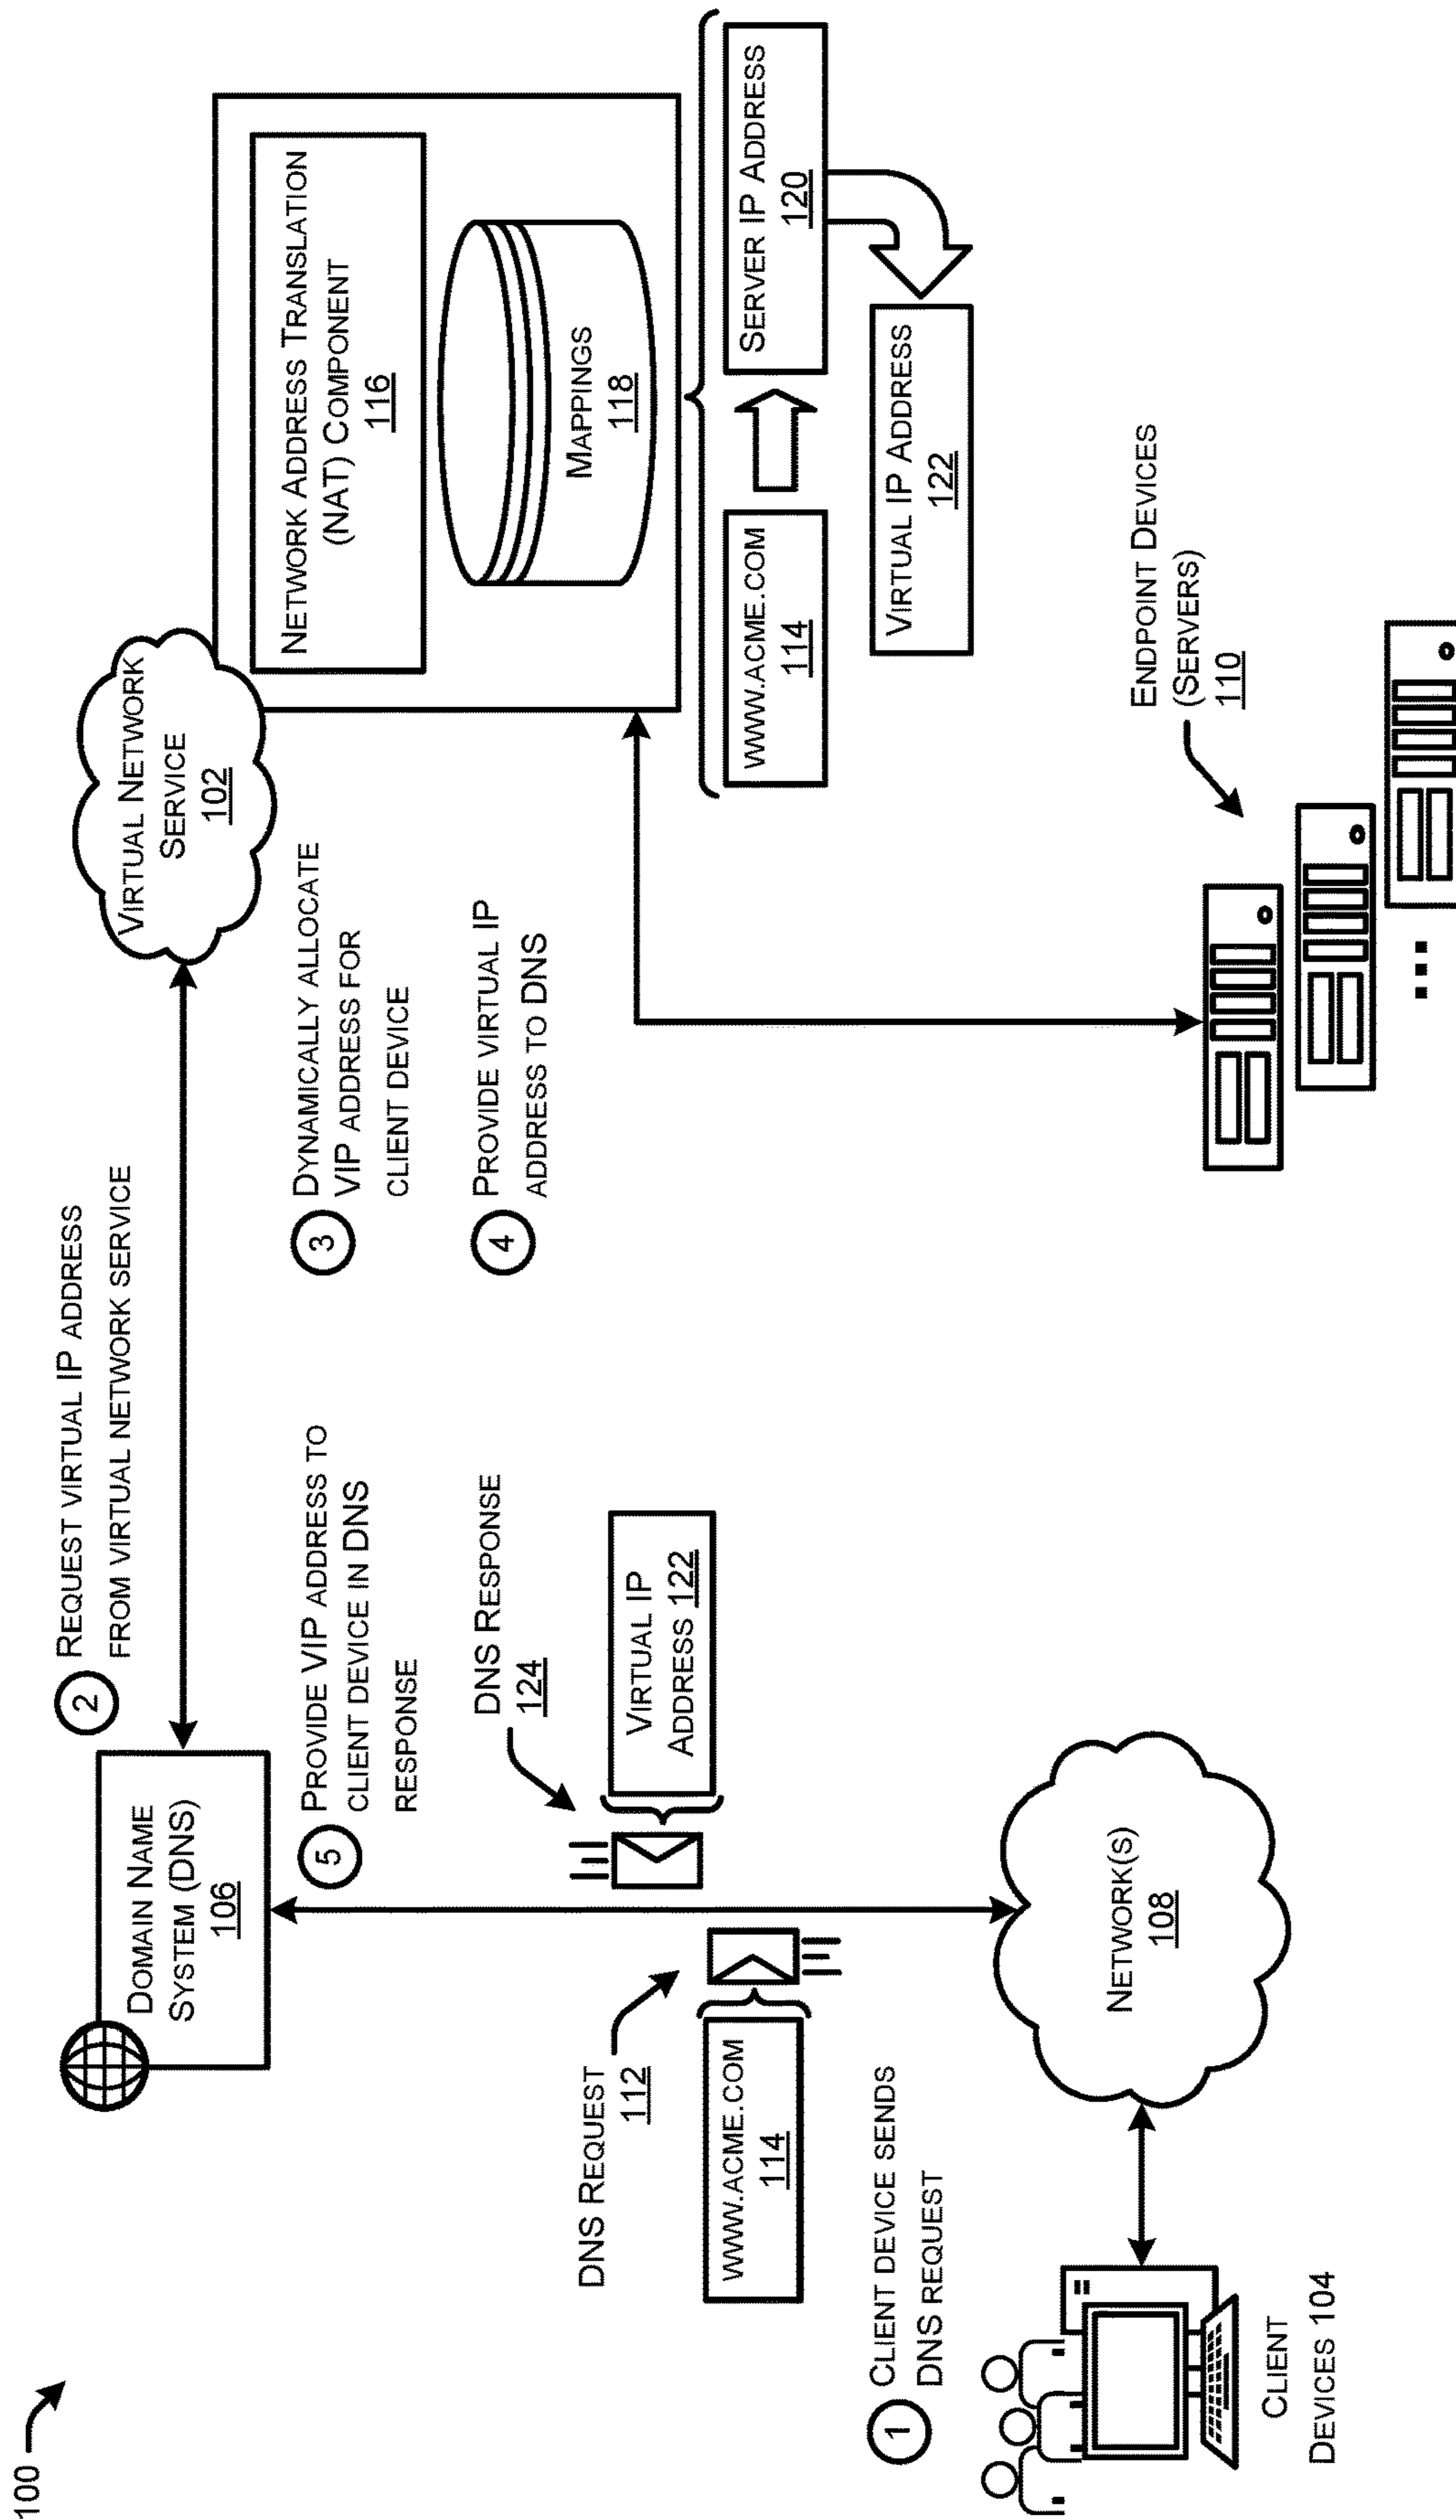 100
DOMAIN NAME
SYSTEM (DNS)
106
2
REQUEST VIRTUAL IP ADDRESS
FROM VIRTUAL NETWORK SERVICE
VIRTUAL NETWORK
SERVICE
102
5
PROVIDE VIP ADDRESS TO
CLIENT DEVICE IN DNS
RESPONSE
3
DYNAMICALLY ALLOCATE
VIP ADDRESS FOR
CLIENT DEVICE
4
PROVIDE VIRTUAL IP
ADDRESS TO DNS
NETWORK ADDRESS TRANSLATION
(NAT) COMPONENT
116
MAPPINGS
118
DNS RESPONSE
124
VIRTUAL IP
ADDRESS 122
DNS REQUEST
112
WWW.ACME.COM
114
WWW.ACME.COM
114
SERVER IP ADDRESS
120
VIRTUAL IP ADDRESS
122
1
CLIENT DEVICE SENDS
DNS REQUEST
NETWORK(S)
108
ENDPOINT DEVICES
(SERVERS)
110
CLIENT
DEVICES 104